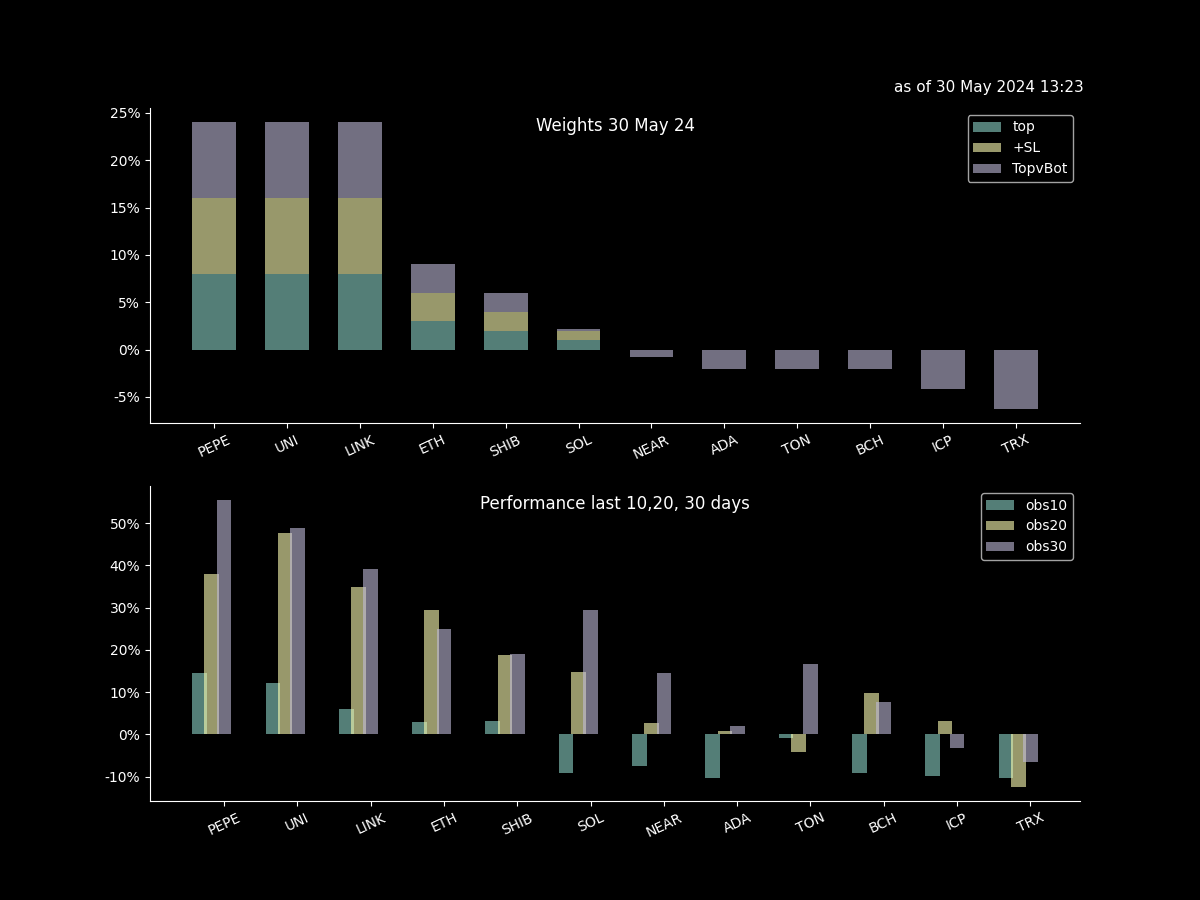 as of 30 May 2024 13:23
Weights 30 May 24
top
+SL
TopvBot
25%
20%
15%
10%
5%
0%
-5%
PEPE UNI LINK ETH SHIB SOL NEAR ADA TON BCH ICP TRX
Performance last 10,20, 30 days
obs10
obs20
obs30
50%
40%
30%
20%
10%
0%
-10%
PEPE UNI LINK ETH SHIB SOL NEAR ADA TON BCH ICP TRX